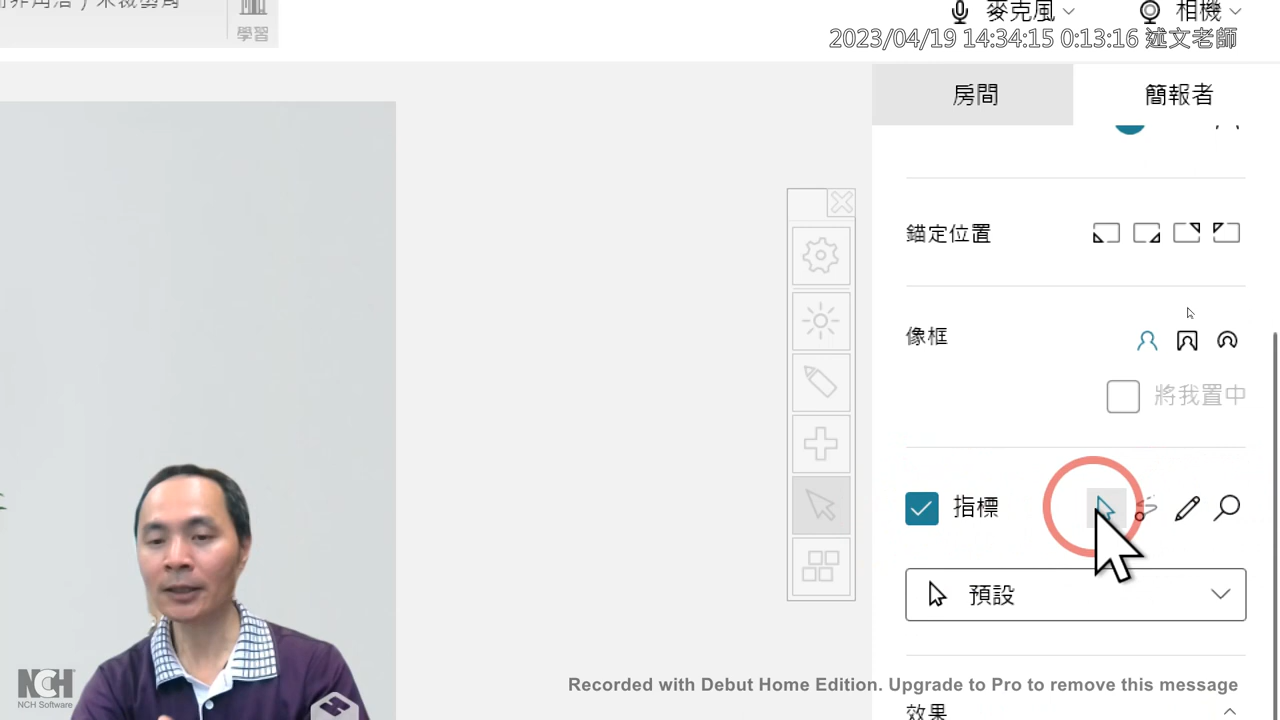 學習
麥克風
相機
2023/04/19 14:34:15 0:13:16 述文老師
房間
簡報者
錨定位置
像框
將我置中
指標
預設
效果
NCH
NCH Software
Recorded with Debut Home Edition. Upgrade to Pro to remove this message